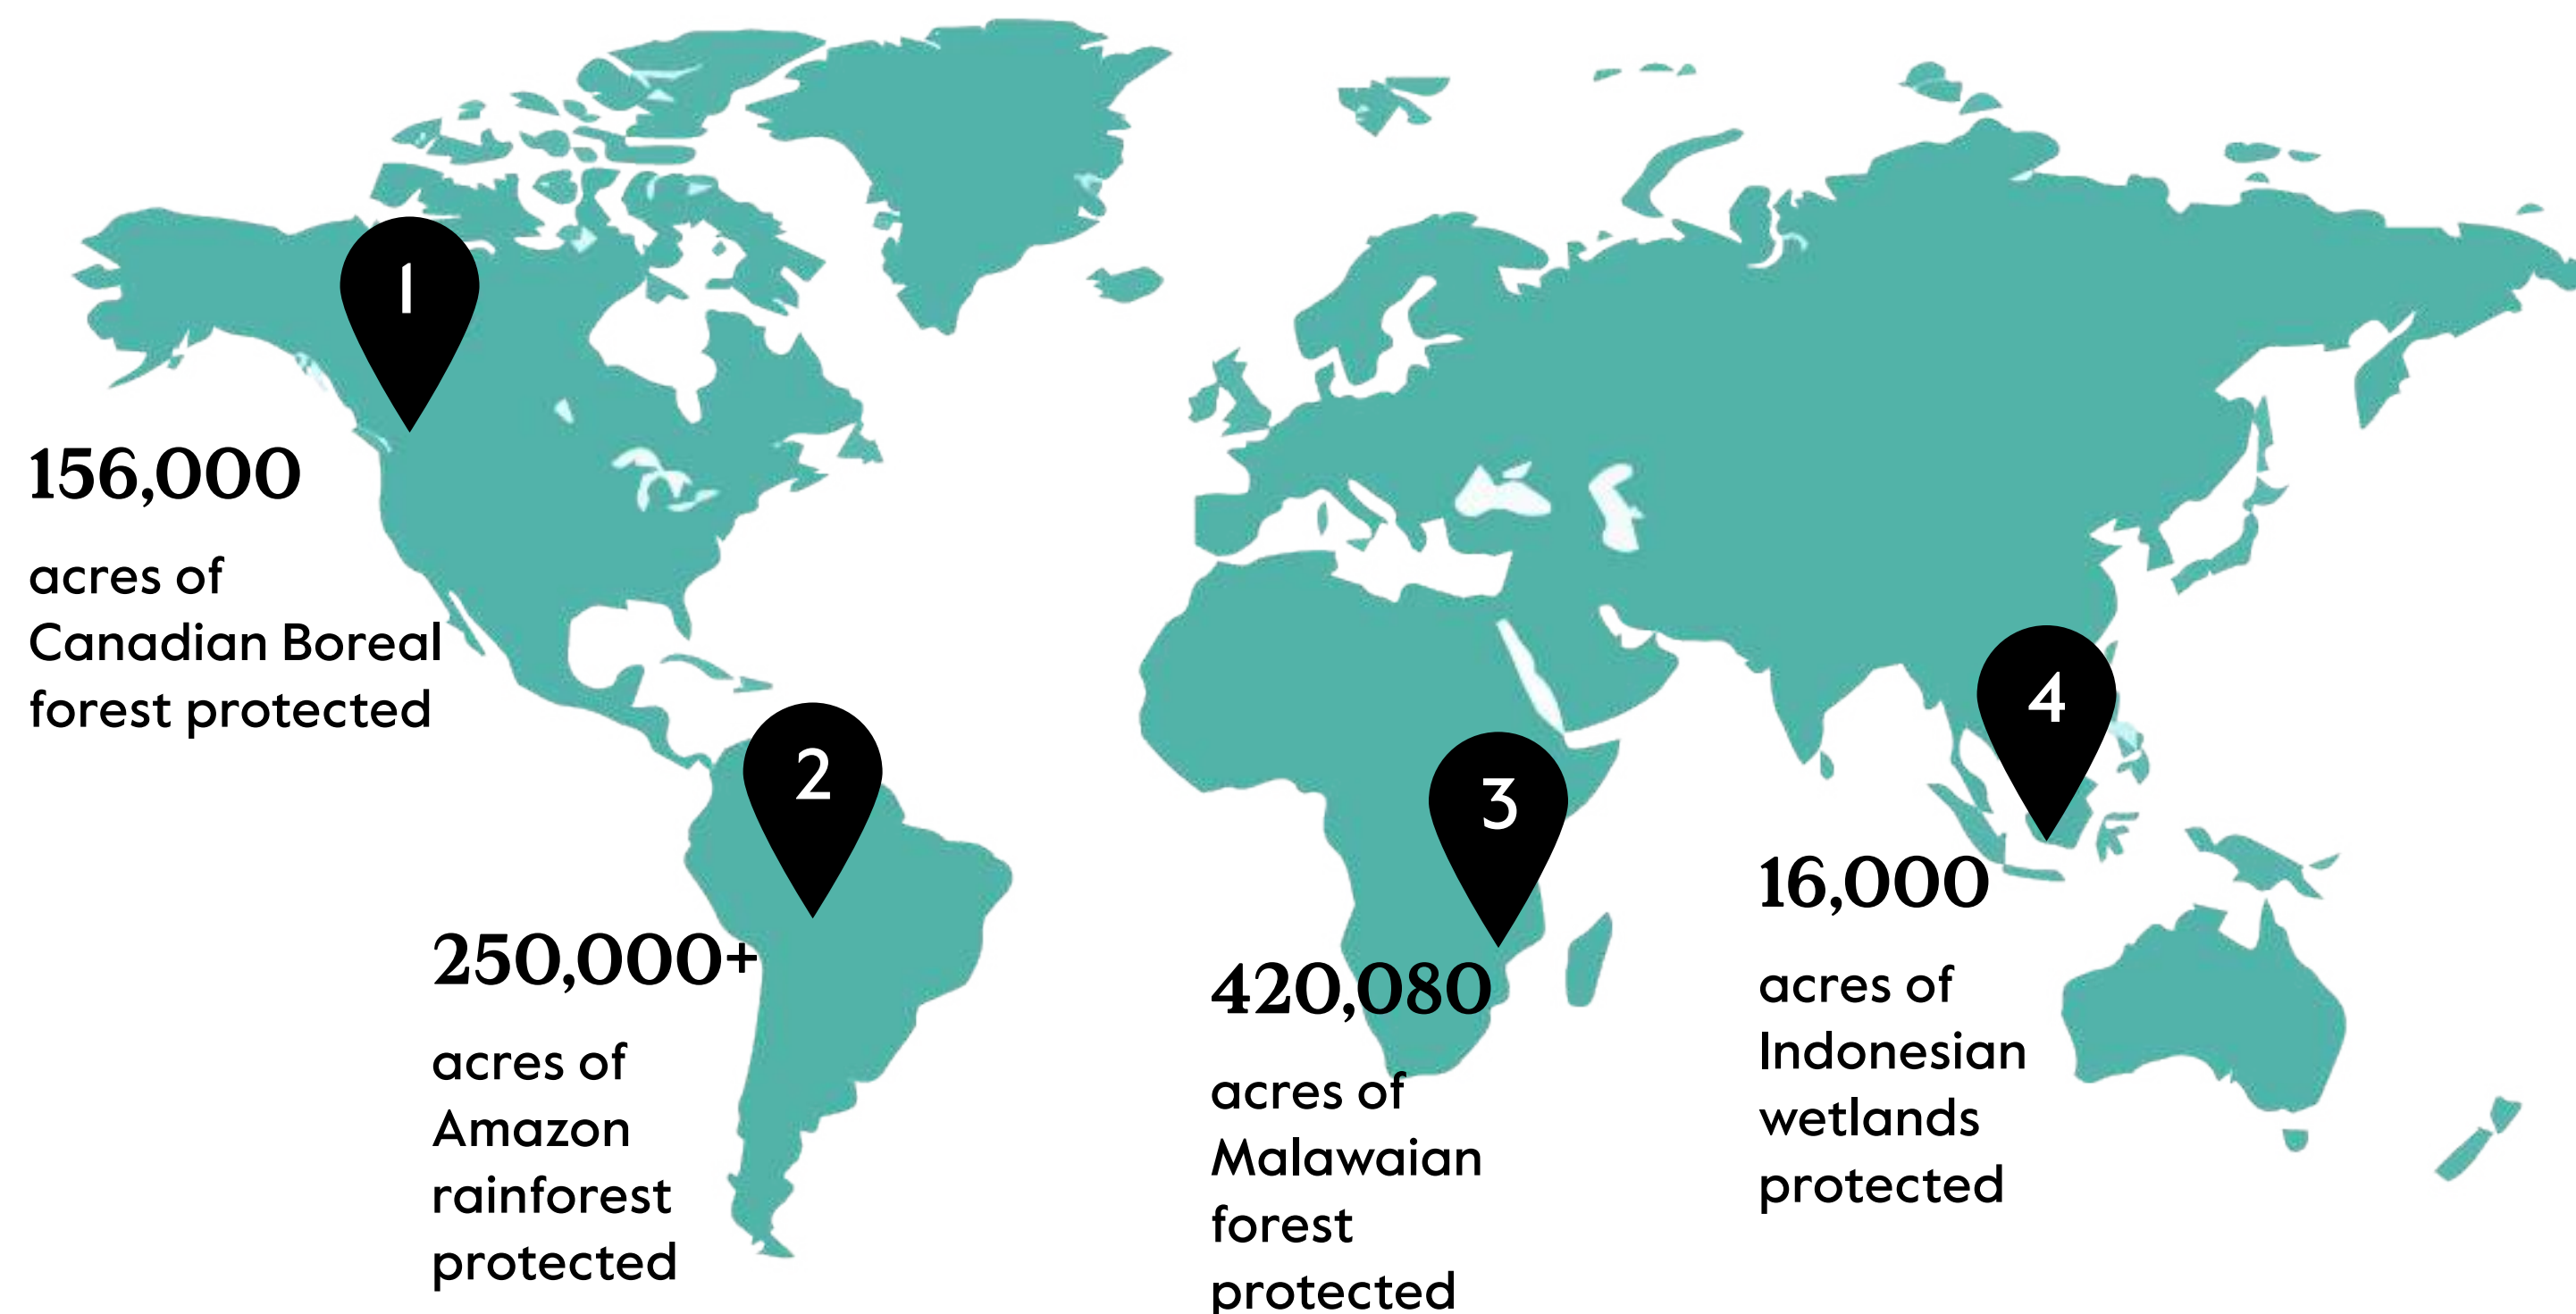 1
156,000
acres of
Canadian Boreal
forest protected
2
250,000+
acres of
Amazon
rainforest
protected
3
420,080
acres of
Malawaian
forest
protected
4
16,000
acres of
Indonesian
wetlands
protected